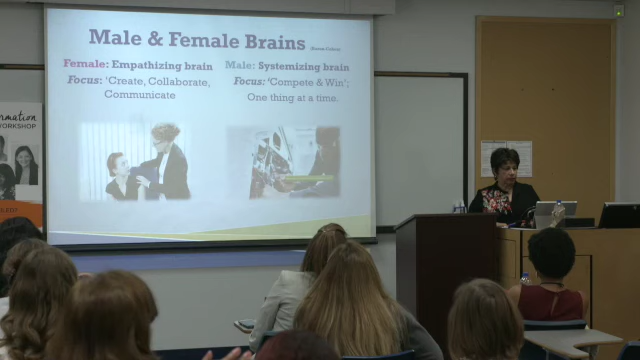 Male & Female Brains
Female: Empathizing brain
Focus: ‘Create, Collaborate,
Communicate
Male: Systemizing brain
Focus: ‘Compete & Win’;
One thing at a time.
rmation
WORKSHOP